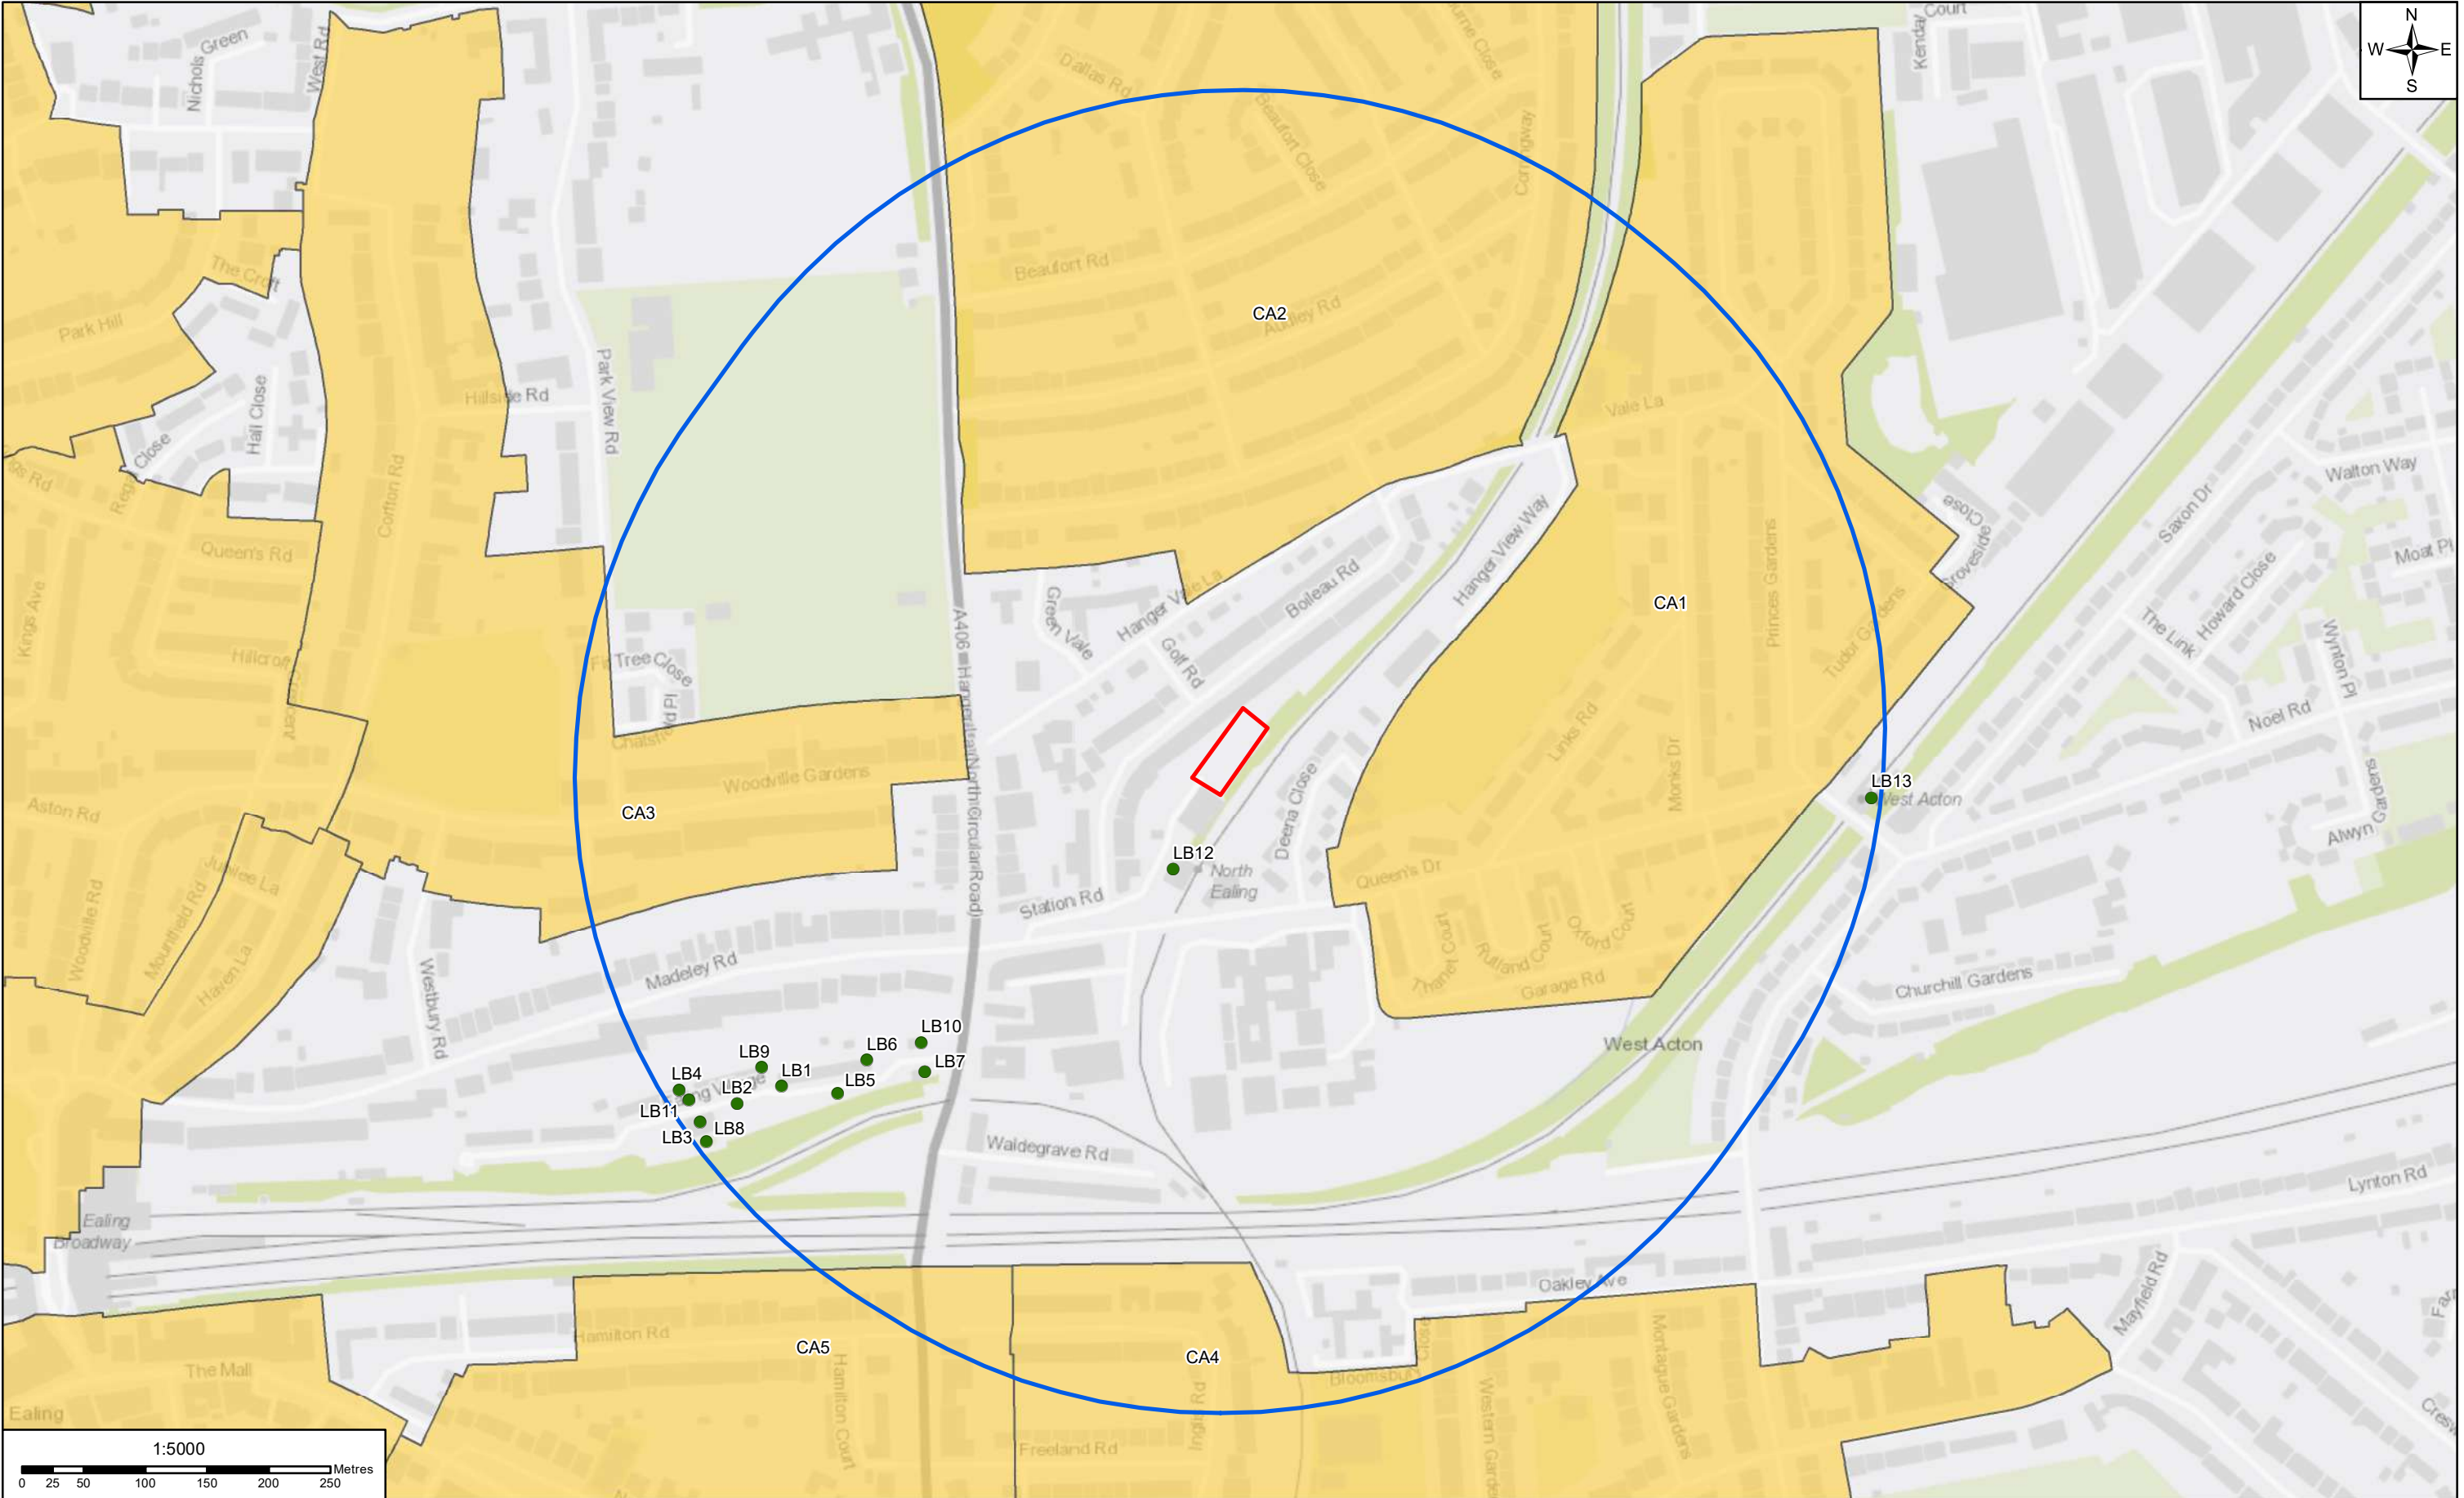 Nichols Green
West Rd
Dallas Rd
Beaufort Close
Corringway
Kendal Court
N
W E
S
The Croft
Park Hill
Hall Close
Hillside Rd
Park View Rd
Beaufort Rd
CA2
Audley Rd
Vale La
Corfton Rd
Queen's Rd
Kings Ave
Hillcroft Crescent
Walton Way
Saxon Dr
Moat Pl
Groveside Close
Howard Close
The Link
Wynton Pl
Noel Rd
Hanger View Way
Boileau Rd
Hanger Vale La
Green Vale
Golf Rd
CA1
Princes Gardens
Tudor Gardens
Links Rd
Monks Dr
Fir Tree Close
Woodville Gardens
CA3
Aston Rd
Jubilee La
Woodville Rd
Mountfield Rd
Haven La
Westbury Rd
Madeley Rd
Station Rd
LB12
North
Ealing
Deena Close
Queen's Dr
LB13
West Acton
Alwyn Gardens
Thanet Court
Rutland Court
Oxford Court
Garage Rd
Churchill Gardens
West Acton
LB10
LB6
LB9
LB7
LB4
LB1
LB2
LB5
LB11
LB3
LB8
Waldegrave Rd
Ealing
Broadway
Lynton Rd
Oakley Ave
Mayfield Rd
Hamilton Rd
CA5
CA4
The Mall
Hamilton Court
Inglis Rd
Western Garde
Montague Gardens
Ealing
Freeland Rd
1:5000
Metres
0 25 50 100 150 200 250